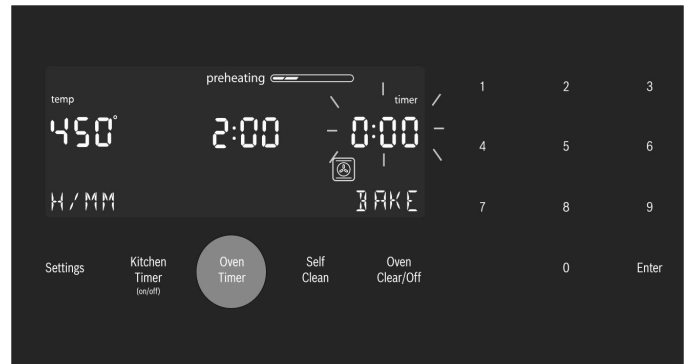 preheating
temp
timer
450°
2:00
0:00
H/MM
BAKE
1 2 3
4 5 6
7 8 9
0 Enter
Settings
Kitchen
Timer
(on/off)
Oven
Timer
Self
Clean
Oven
Clear/Off